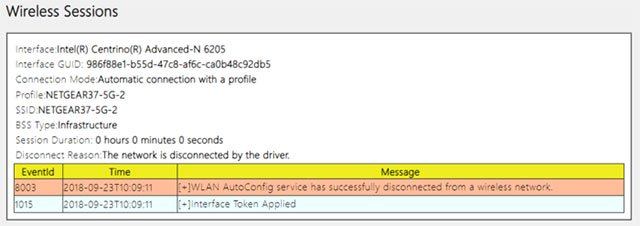 Wireless Sessions
Interface:Intel(R) Centrino(R) Advanced-N 6205
Interface GUID: 986f88e1-b55d-47c8-af6c-ca0b48c92db5
Connection Mode:Automatic connection with a profile
Profile:NETGEAR37-5G-2
SSID:NETGEAR37-5G-2
BSS Type:Infrastructure
Session Duration: 0 hours 0 minutes 0 seconds
Disconnect Reason:The network is disconnected by the driver.
EventId Time Message
8003 2018-09-23T10:09:11 [+]WLAN AutoConfig service has successfully disconnected from a wireless network.
1015 2018-09-23T10:09:11 [+]Interface Token Applied